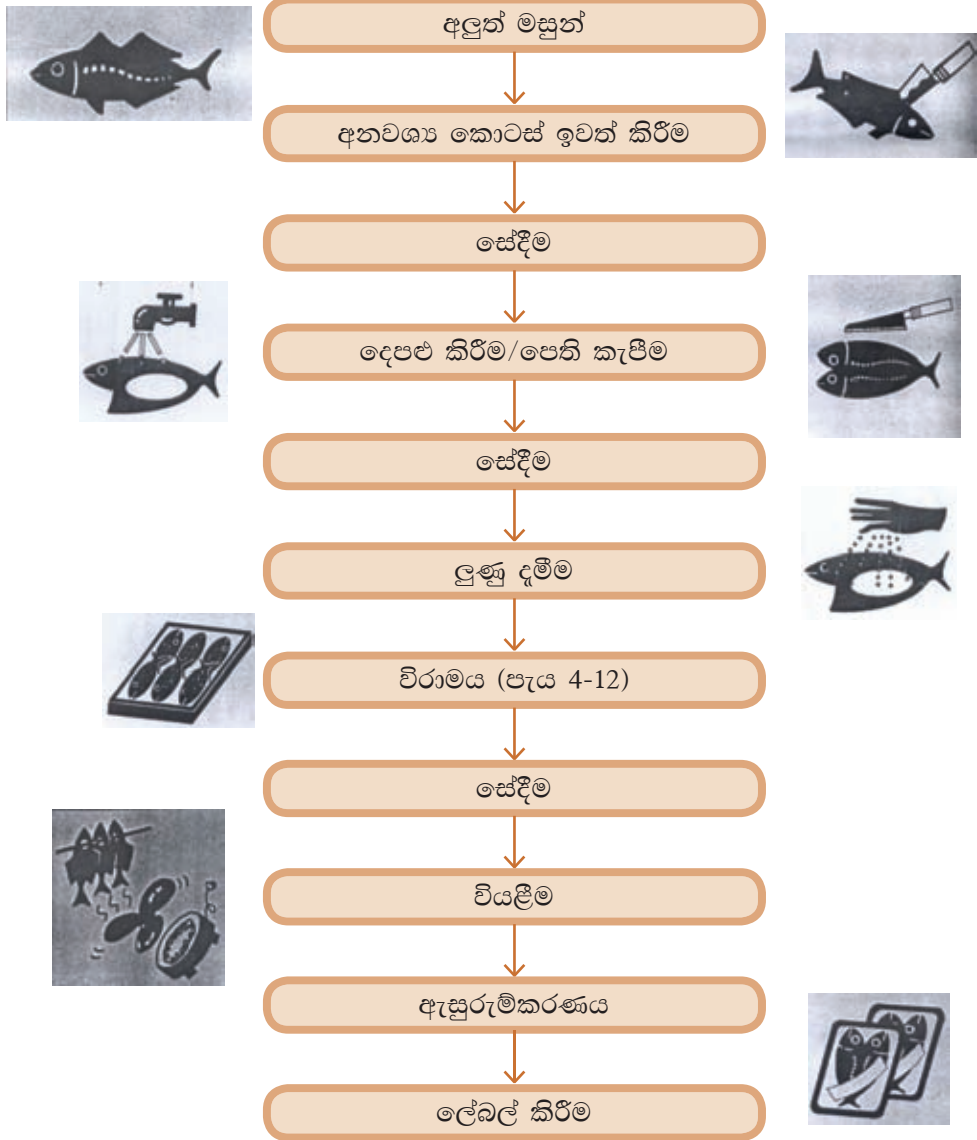 අලුත් මසුන්
අනවශ්‍ය කොටස් ඉවත් කිරීම
සේදීම
දෙපළු කිරීම/පෙති කැපීම
සේදීම
ලුණු දැමීම
විරාමය (පැය 4-12)
සේදීම
වියළීම
ඇසුරුම්කරණය
ලේබල් කිරීම